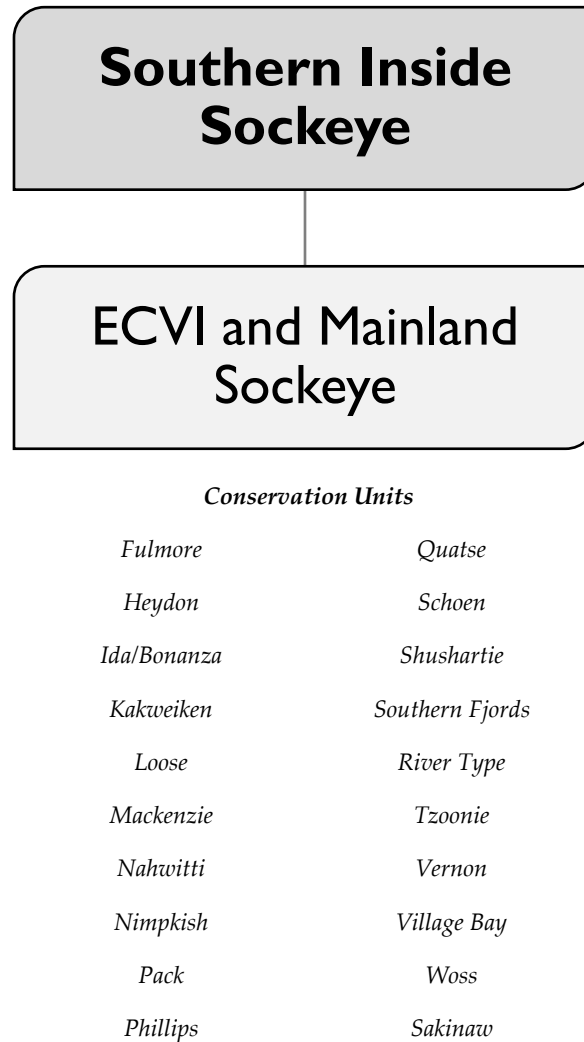 Southern Inside
Sockeye
ECVI and Mainland
Sockeye
Conservation Units
Fulmore
Heydon
Ida/Bonanza
Kakweiken
Loose
Mackenzie
Nahwitti
Nimpkish
Pack
Phillips
Quatse
Schoen
Shushartie
Southern Fjords
River Type
Tzoonie
Vernon
Village Bay
Woss
Sakinaw